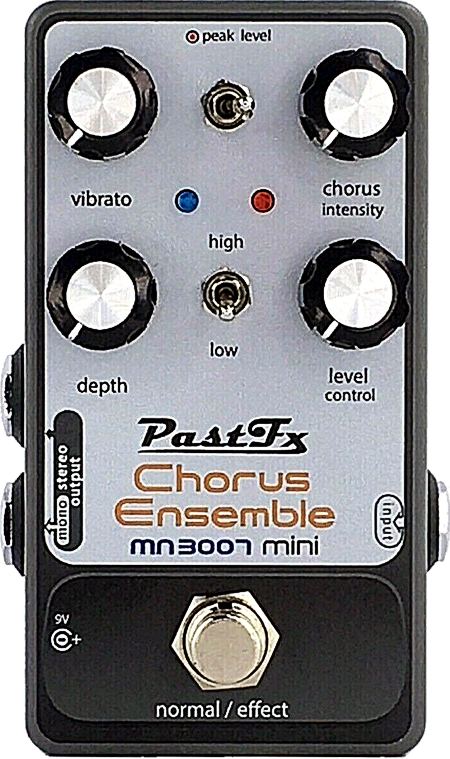 peak level
vibrato
chorus
intensity
high
low
depth
level
control
PastFx
stereo
mono output
input
Chorus
Ensemble
mn3007 mini
9V
+
normal / effect